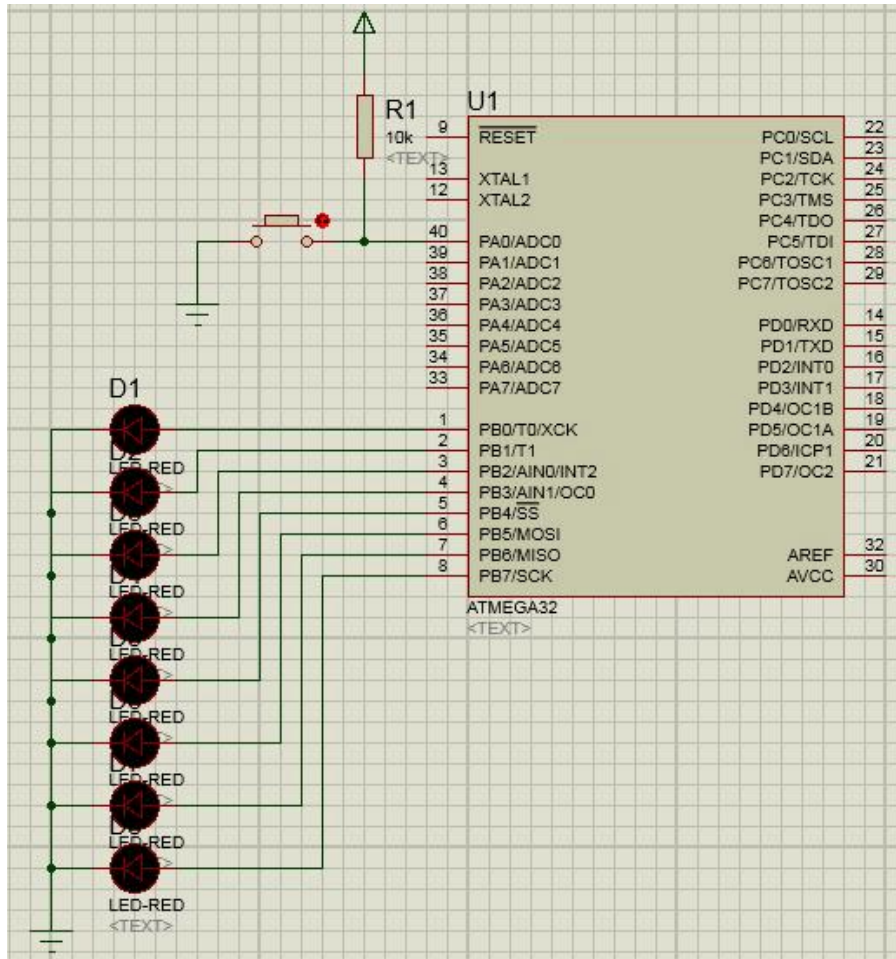 R1
10k
<TEXT>
U1
9 RESET
13 XTAL1
12 XTAL2
40 PA0/ADC0
39 PA1/ADC1
38 PA2/ADC2
37 PA3/ADC3
36 PA4/ADC4
35 PA5/ADC5
34 PA6/ADC6
33 PA7/ADC7
1 PB0/T0/XCK
2 PB1/T1
3 PB2/AIN0/INT2
4 PB3/AIN1/OC0
5 PB4/SS
6 PB5/MOSI
7 PB6/MISO
8 PB7/SCK
PC0/SCL 22
PC1/SDA 23
PC2/TCK 24
PC3/TMS 25
PC4/TDO 26
PC5/TDI 27
PC6/TOSC1 28
PC7/TOSC2 29
PD0/RXD 14
PD1/TXD 15
PD2/INT0 16
PD3/INT1 17
PD4/OC1B 18
PD5/OC1A 19
PD6/ICP1 20
PD7/OC2 21
AREF 32
AVCC 30
ATMEGA32
<TEXT>
D1
LED-RED
LED-RED
LED-RED
LED-RED
LED-RED
LED-RED
LED-RED
LED-RED
<TEXT>